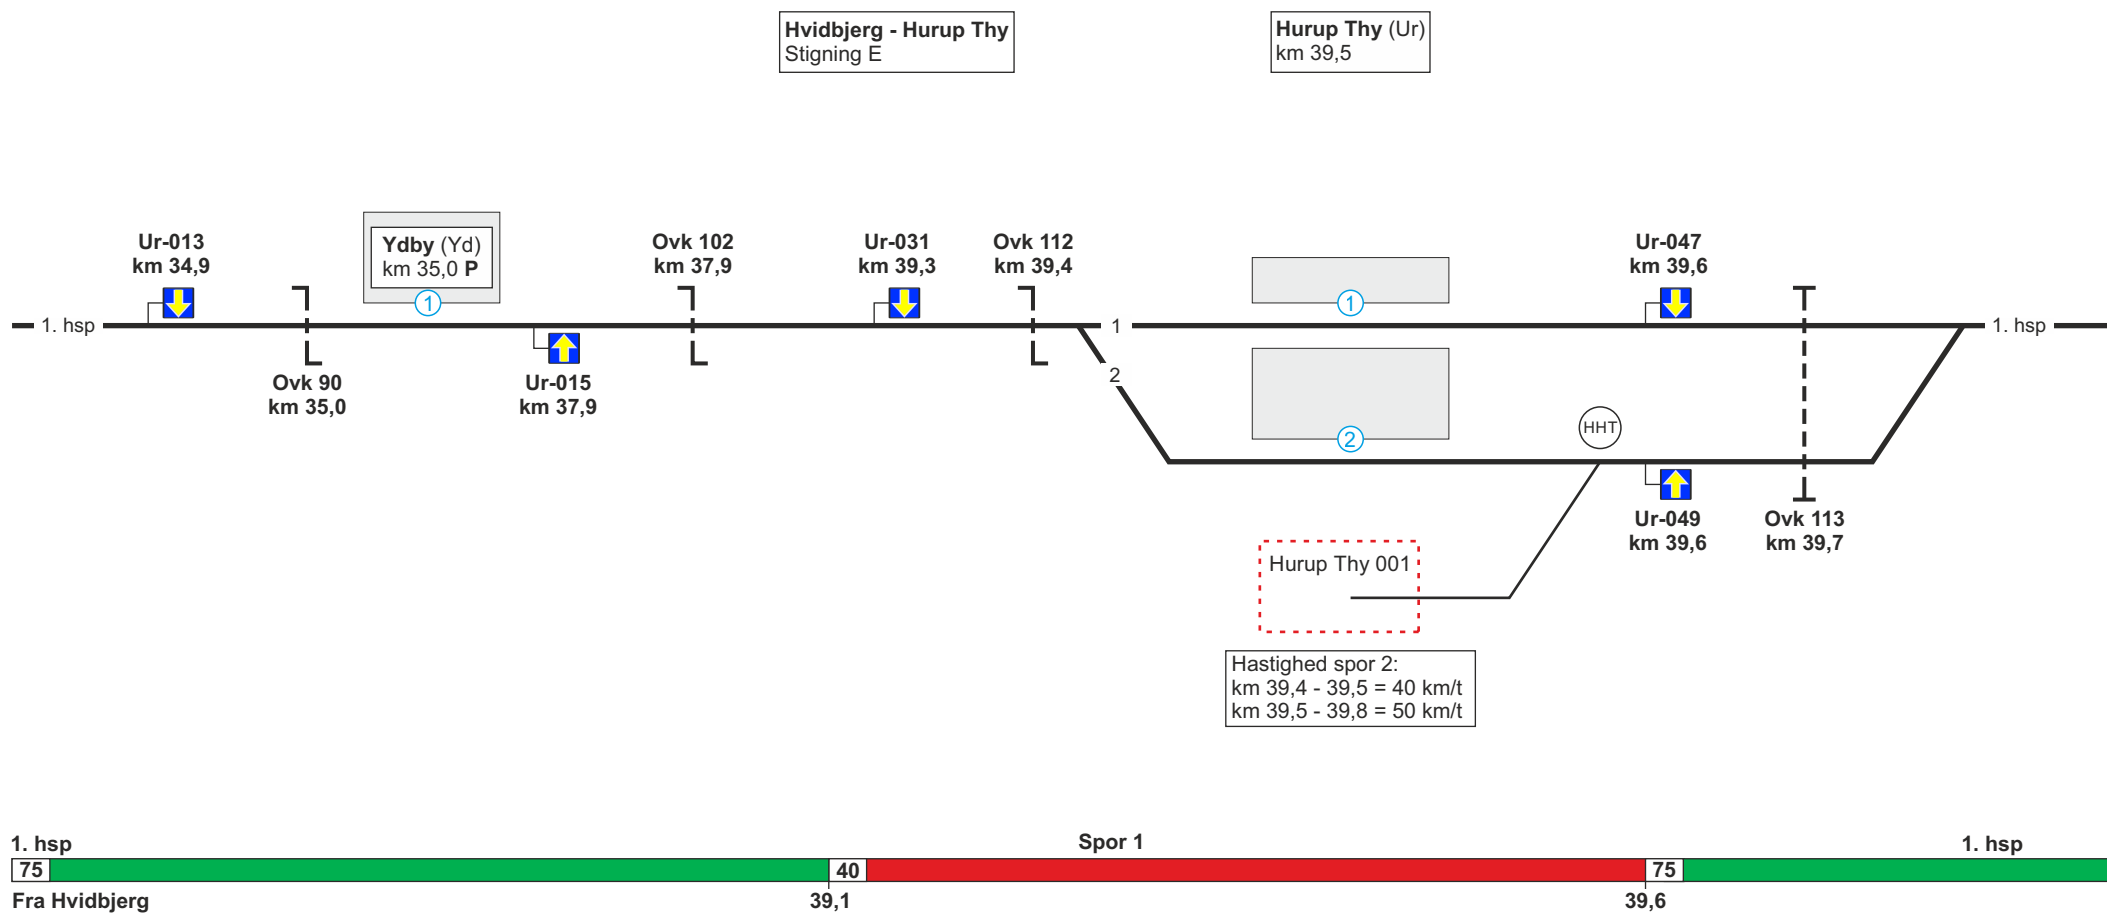 Hvidbjerg - Hurup Thy
Stigning E
Hurup Thy (Ur)
km 39,5
Ur-013
km 34,9
Ydby (Yd)
km 35,0 P
1
Ovk 102
km 37,9
Ur-031
km 39,3
Ovk 112
km 39,4
1
Ur-047
km 39,6
1. hsp
1
1. hsp
Ovk 90
km 35,0
Ur-015
km 37,9
2
2
HHT
Ur-049
km 39,6
Ovk 113
km 39,7
Hurup Thy 001
Hastighed spor 2:
km 39,4 - 39,5 = 40 km/t
km 39,5 - 39,8 = 50 km/t
1. hsp
Spor 1
1. hsp
75
40
75
Fra Hvidbjerg
39,1
39,6